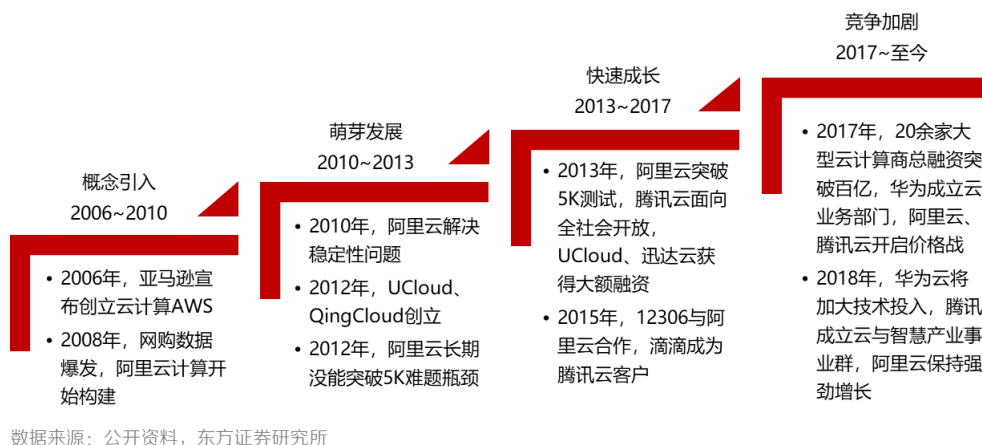 概念引入
2006~2010
• 2006年，亚马逊宣
布创立云计算AWS
• 2008年，网购数据
爆发，阿里云计算开
始构建
萌芽发展
2010~2013
• 2010年，阿里云解决
稳定性问题
• 2012年，UCloud、
QingCloud创立
• 2012年，阿里云长期
没能突破5K难题瓶颈
快速成长
2013~2017
• 2013年，阿里云突破
5K测试，腾讯云面向
全社会开放，
UCloud、迅达云获
得大额融资
• 2015年，12306与阿
里云合作，滴滴成为
腾讯云客户
竞争加剧
2017~至今
• 2017年，20余家大
型云计算商总融资突
破百亿，华为成立云
业务部门，阿里云、
腾讯云开启价格战
• 2018年，华为云将
加大技术投入，腾讯
成立云与智慧产业事
业群，阿里云保持强
劲增长
数据来源：公开资料，东方证券研究所